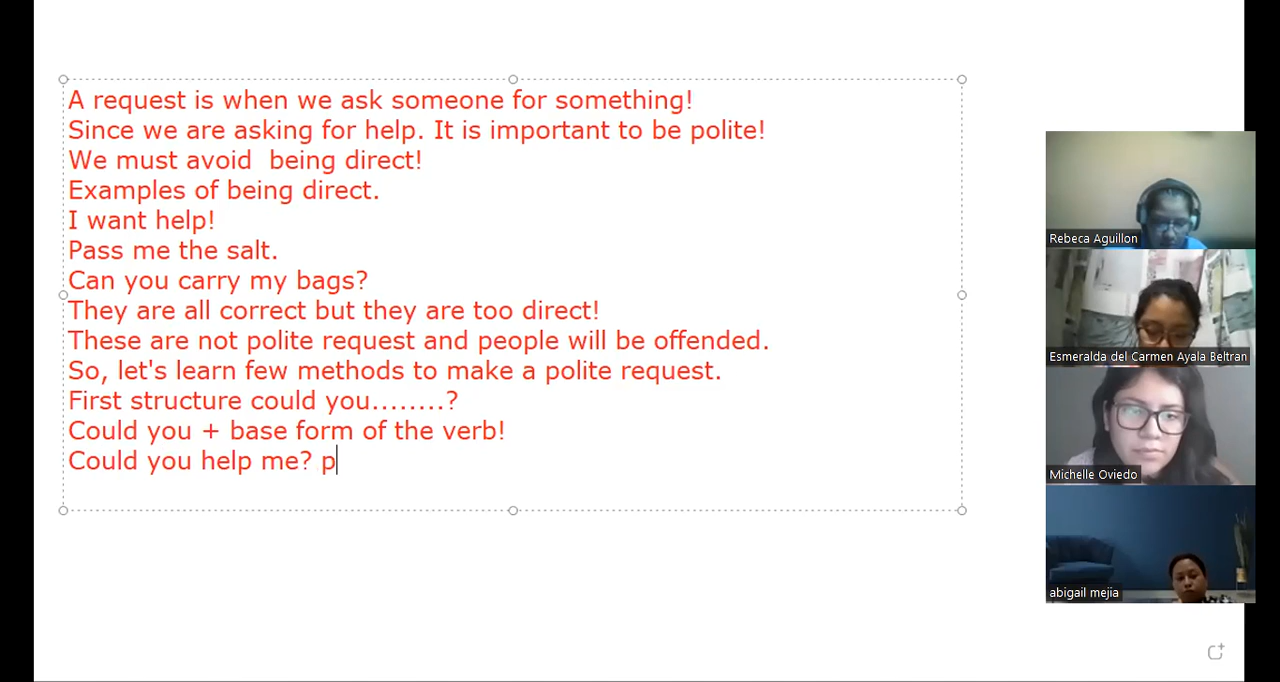 A request is when we ask someone for something!
Since we are asking for help. It is important to be polite!
We must avoid  being direct!
Examples of being direct.
I want help!
Pass me the salt.
Can you carry my bags?
They are all correct but they are too direct!
These are not polite request and people will be offended.
So, let's learn few methods to make a polite request.
First structure could you........?
Could you + base form of the verb!
Could you help me? p
Rebeca Aguillon
Esmeralda del Carmen Ayala Beltran
Michelle Oviedo
abigail mejia